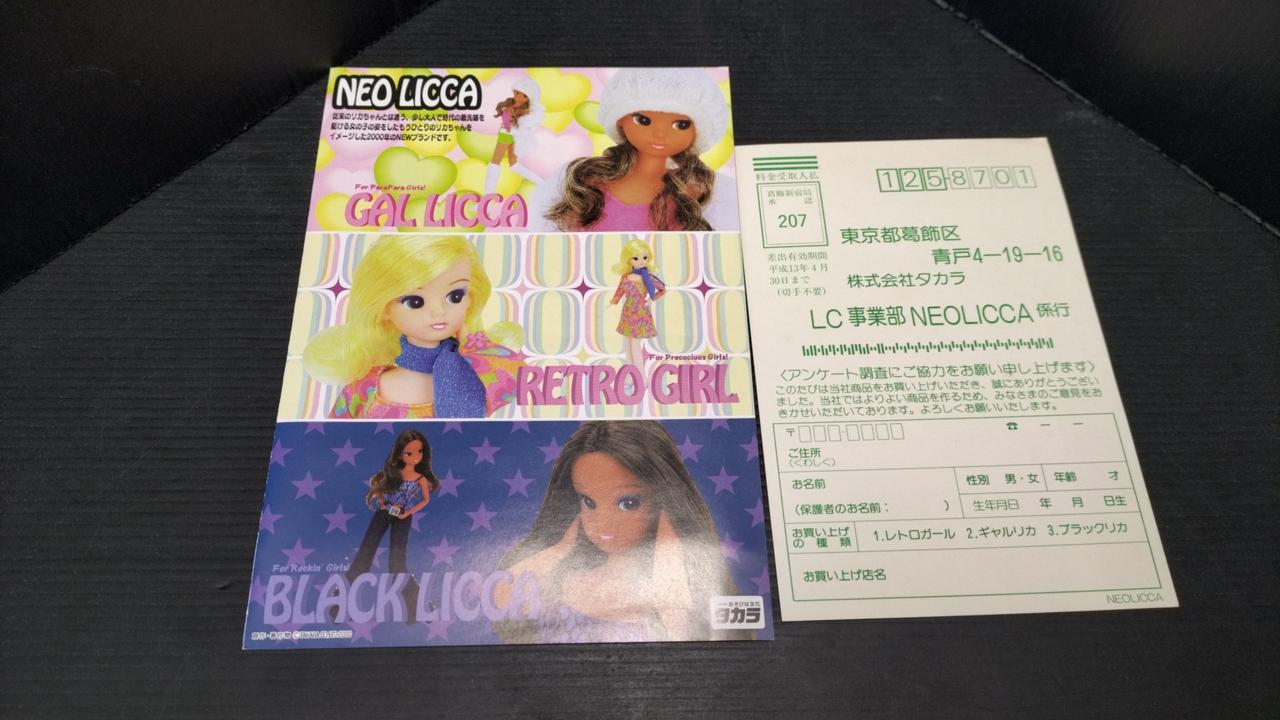 NEO LICCA
従来のリカちゃんとは違う、少し大人で時代の最先端を
駆ける女の子の姿をしたもうひとりのリカちゃんを
イメージした2000年のNEWブランドです。
For ParaPara Girls!
GAL LICCA
For Precocious Girls!
RETRO GIRL
For Rockin' Girls!
BLACK LICCA
あそびは文化
タカラ
料金受取人払
葛飾新宿局
承認
207
差出有効期間
平成13年4月
30日まで
(切手不要)
125-8701
東京都葛飾区
青戸4—19—16
株式会社タカラ
LC事業部 NEOLICCA 係行
〈アンケート調査にご協力をお願い申し上げます〉
このたびは当社商品をお買い上げいただき、誠にありがとうござい
ました。当社ではよりよい商品を作るため、みなさまのご意見をお
きかせいただいております。よろしくお願いいたします。
〒□□□-□□□□ ☎ — —
ご住所
(くわしく)
お名前
(保護者のお名前: )
性別 男・女 年齢 才
生年月日 年 月 日生
お買い上げ
の種類
1.レトロガール 2.ギャルリカ 3.ブラックリカ
お買い上げ店名
NEOLICCA